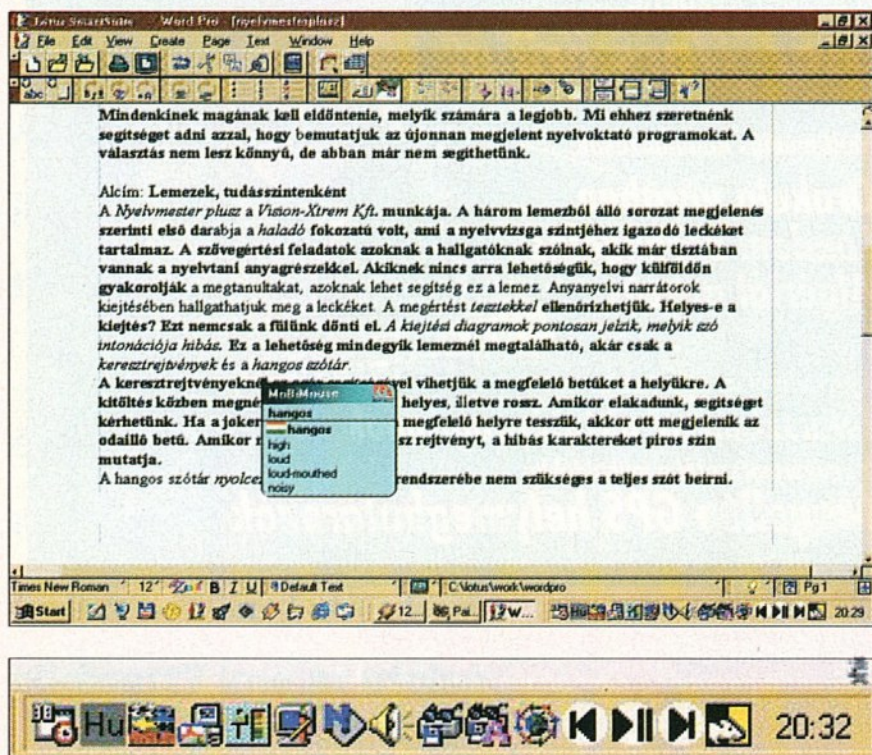 Lotus SmartSuite Word Pro - [nyelvmesterplusz]
File Edit View Create Page Text Window Help
Mindenkinek magának kell eldöntenie, melyik számára a legjobb. Mi ehhez szeretnénk
segítséget adni azzal, hogy bemutatjuk az újonnan megjelent nyelvoktató programokat. A
választás nem lesz könnyű, de abban már nem segíthetünk.
Alcím: Lemezek, tudásszintenként
A Nyelvmester plusz a Vision-Xtrem Kft. munkája. A három lemezből álló sorozat megjelenés
szerinti első darabja a haladó fokozatú volt, ami a nyelvvizsga szintjéhez igazodó leckéket
tartalmaz. A szövegértési feladatok azoknak a hallgatóknak szólnak, akik már tisztában
vannak a nyelvtani anyagrészekkel. Akiknek nincs arra lehetőségük, hogy külföldön
gyakorolják a megtanultakat, azoknak lehet segítség ez a lemez. Anyanyelvi narrátorok
kiejtésében hallgathatjuk meg a leckéket. A megértést tesztekkel ellenőrizhetjük. Helyes-e a
kiejtés? Ezt nemcsak a fülünk dönti el. A kiejtési diagramok pontosan jelzik, melyik szó
intonációja hibás. Ez a lehetőség mindegyik lemeznél megtalálható, akár csak a
keresztrejtvények és a hangos szótár.
A keresztrejtvényekné vel vihetjük a megfelelő betűket a helyükre. A
kitöltés közben megné helyes, illetve rossz. Amikor elakadunk, segítséget
kérhetünk. Ha a joker megfelelő helyre tesszük, akkor ott megjelenik az
odaillő betű. Amikor sz rejtvényt, a hibás karaktereket piros szín
mutatja.
A hangos szótár nyolce rendszerébe nem szükséges a teljes szót beírni.
MoBiMouse
hangos
hangos
high
loud
loud-mouthed
noisy
Times New Roman 12 B I U Default Text C:\lotus\work\wordpro Pg1
Start 12... Pai... W... Hu 20:29
Hu 20:32